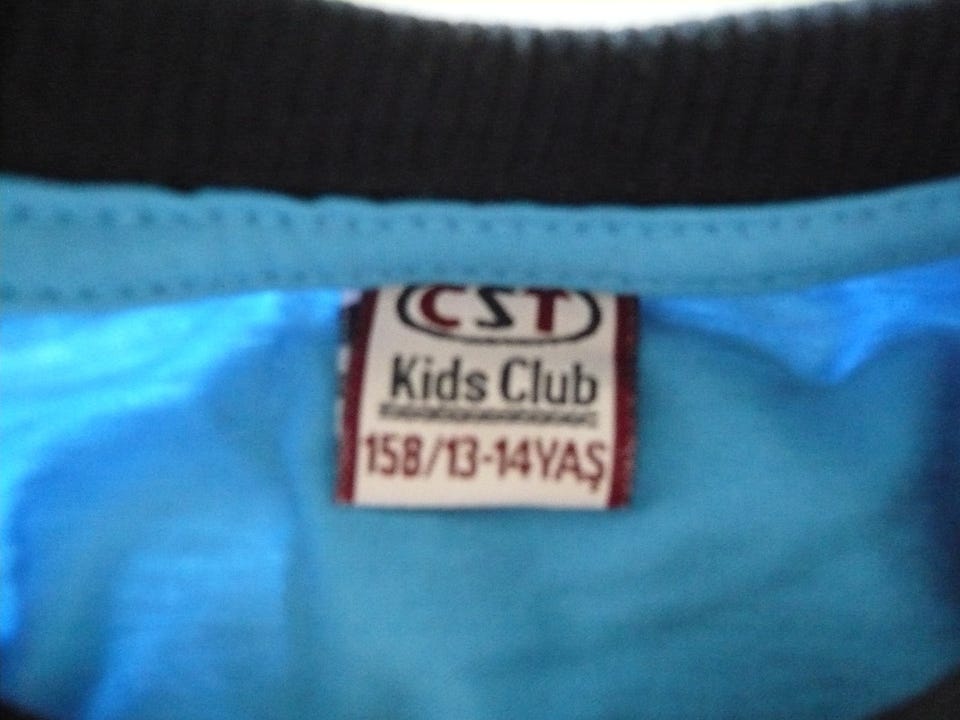 CST
Kids Club
158/13-14YAŞ